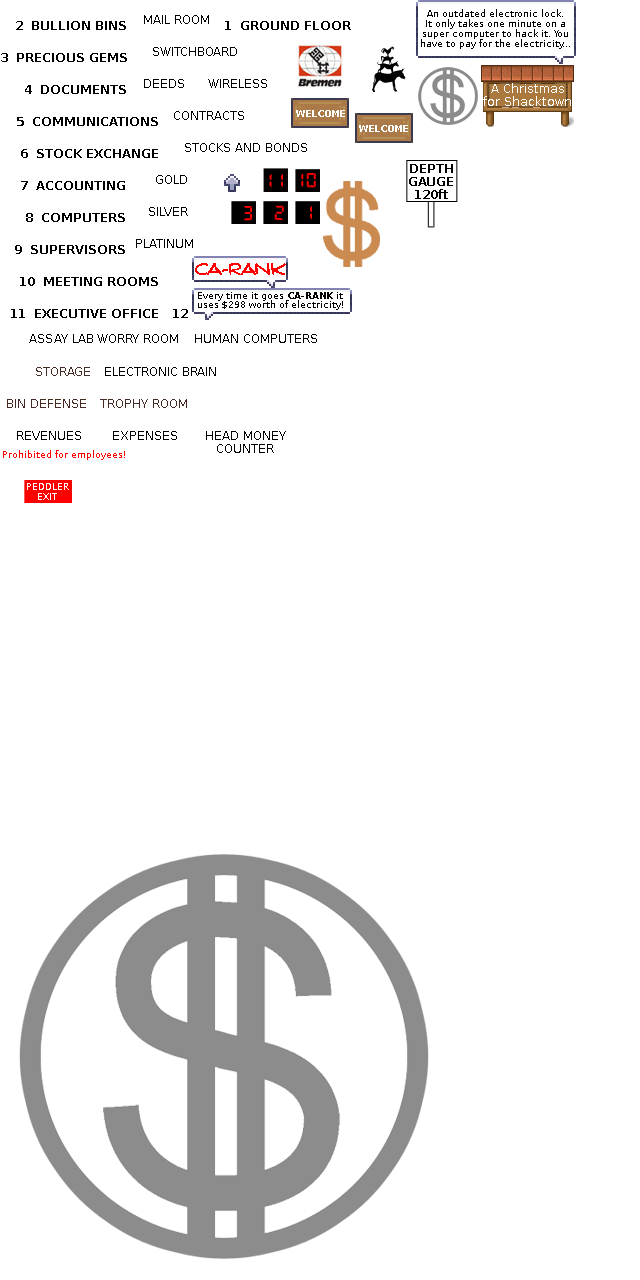 2 BULLION BINS
MAIL ROOM
1 GROUND FLOOR
3 PRECIOUS GEMS
SWITCHBOARD
4 DOCUMENTS
DEEDS
WIRELESS
5 COMMUNICATIONS
CONTRACTS
6 STOCK EXCHANGE
STOCKS AND BONDS
7 ACCOUNTING
GOLD
11
10
8 COMPUTERS
SILVER
3
2
1
9 SUPERVISORS
PLATINUM
10 MEETING ROOMS
11 EXECUTIVE OFFICE
12
Bremen
WELCOME
WELCOME
An outdated electronic lock.
It only takes one minute on a
super computer to hack it. You
have to pay for the electricity...
$
A Christmas
for Shacktown
DEPTH
GAUGE
120ft
$
CA-RANK
Every time it goes CA-RANK it
uses $298 worth of electricity!
ASSAY LAB
WORRY ROOM
HUMAN COMPUTERS
STORAGE
ELECTRONIC BRAIN
BIN DEFENSE
TROPHY ROOM
REVENUES
EXPENSES
HEAD MONEY
COUNTER
Prohibited for employees!
PEDDLER
EXIT
$